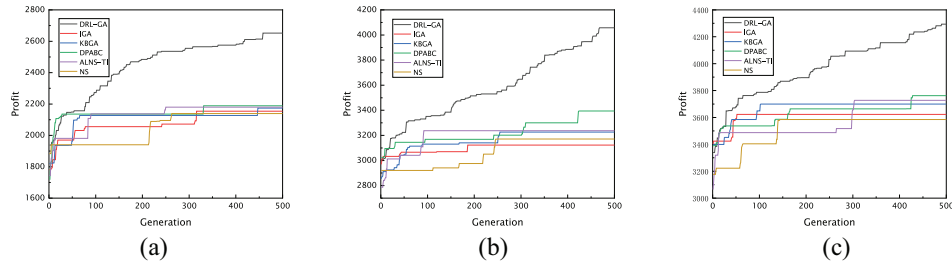 2800
2600
2400
2200
2000
1800
1600
Profit
DRL-GA
IGA
KBGA
DPABC
ALNS-TI
NS
0
100
200
300
400
500
Generation
(a)
4200
4000
3800
3600
3400
3200
3000
2800
Profit
DRL-GA
IGA
KBGA
DPABC
ALNS-TI
NS
0
100
200
300
400
500
Generation
(b)
4400
4200
4000
3800
3600
3400
3200
3000
Profit
DRL-GA
IGA
KBGA
DPABC
ALNS-TI
NS
0
100
200
300
400
500
Generation
(c)